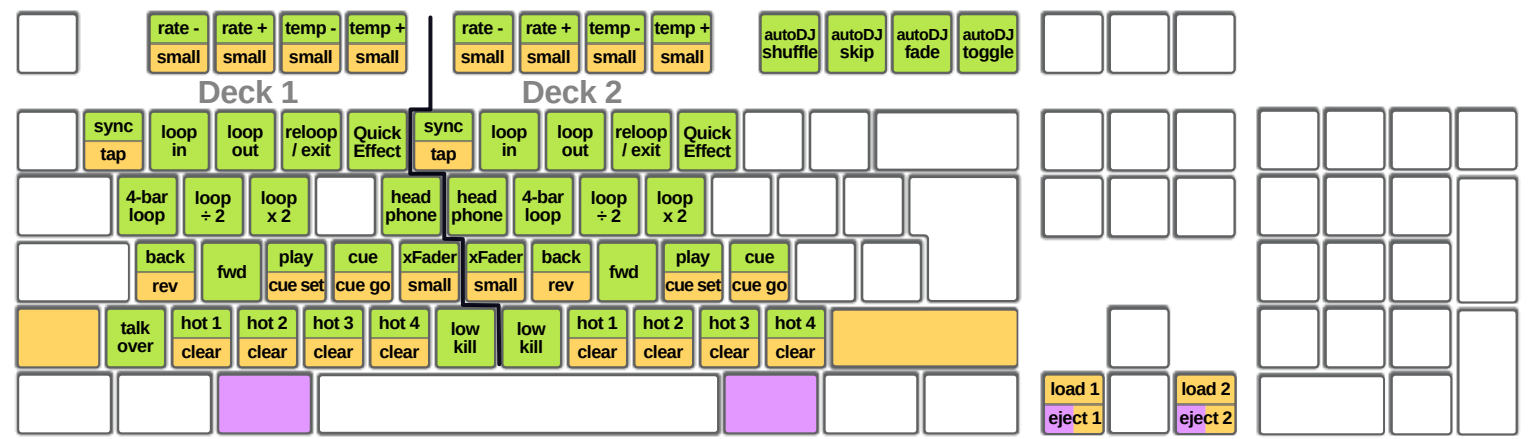 rate - rate + temp - temp + rate - rate + temp - temp + autoDJ autoDJ autoDJ autoDJ
small small small small small small small small shuffle skip fade toggle
Deck 1 Deck 2
sync loop loop reloop Quick sync loop loop reloop Quick
tap in out / exit Effect tap in out / exit Effect
4-bar loop loop head head 4-bar loop loop
loop ÷ 2 x 2 phone phone loop ÷ 2 x 2
back fwd play cue xFader xFader back fwd play cue
rev cue set cue go small small rev cue set cue go
talk hot 1 hot 2 hot 3 hot 4 low low hot 1 hot 2 hot 3 hot 4
over clear clear clear clear kill kill clear clear clear clear
load 1 load 2
eject 1 eject 2